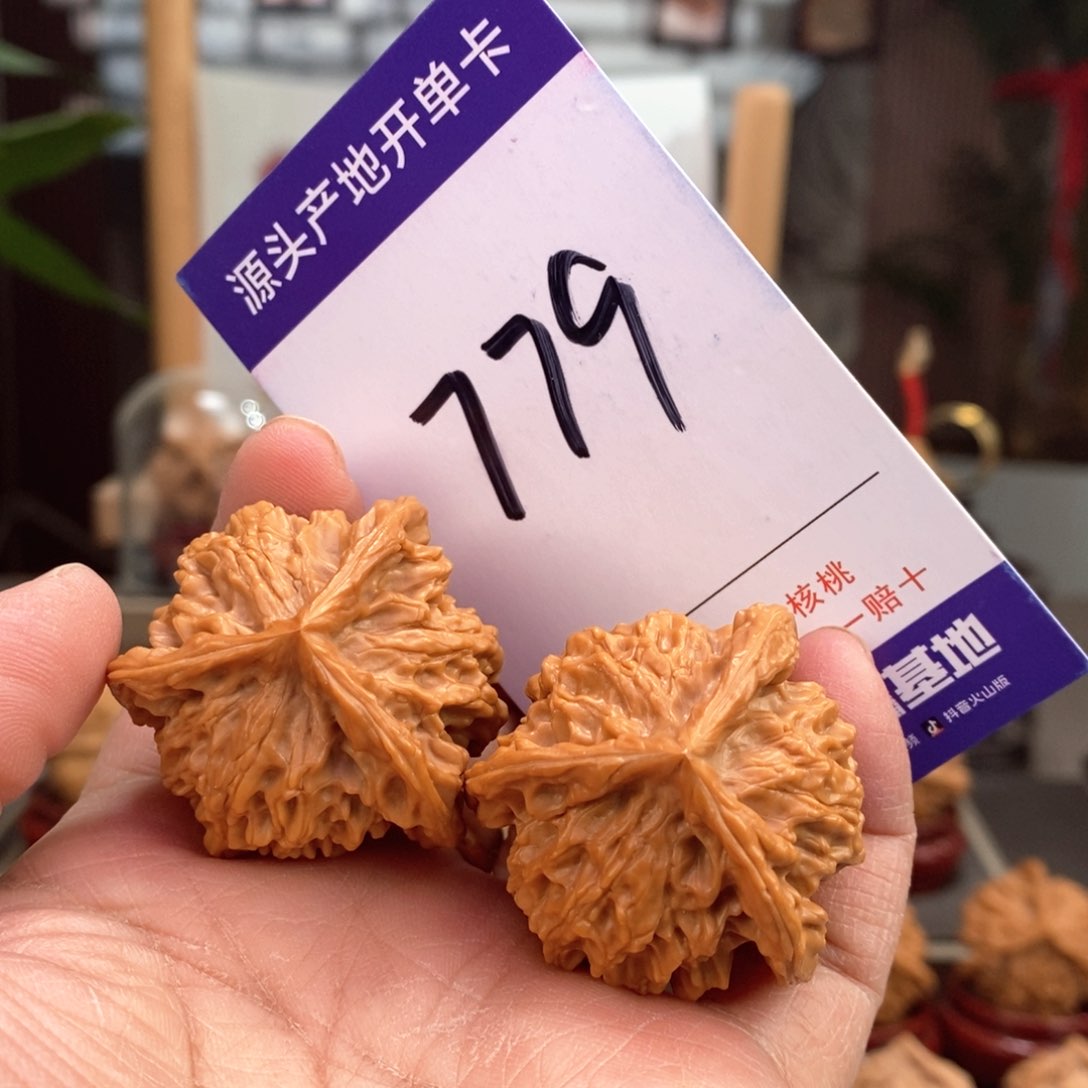 源头产地开单卡
779
核桃
一赔十
基地
抖音火山版